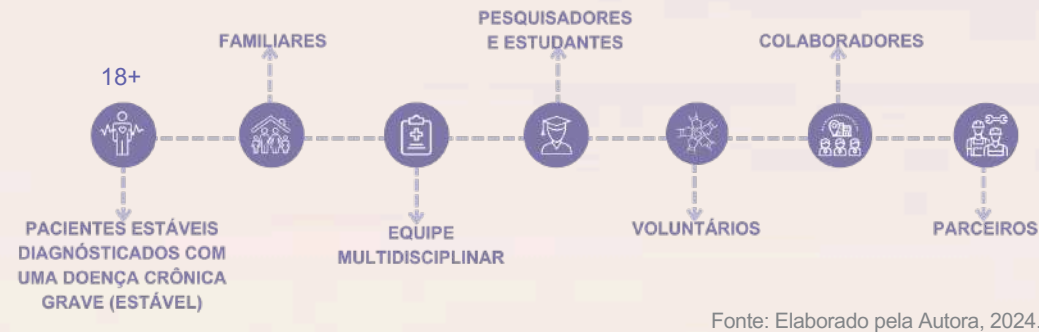 PESQUISADORES
E ESTUDANTES
FAMILIARES
COLABORADORES
18+
PACIENTES ESTÁVEIS
DIAGNÓSTICADOS COM
UMA DOENÇA CRÔNICA
GRAVE (ESTÁVEL)
EQUIPE
MULTIDISCIPLINAR
VOLUNTÁRIOS
PARCEIROS
Fonte: Elaborado pela Autora, 2024.